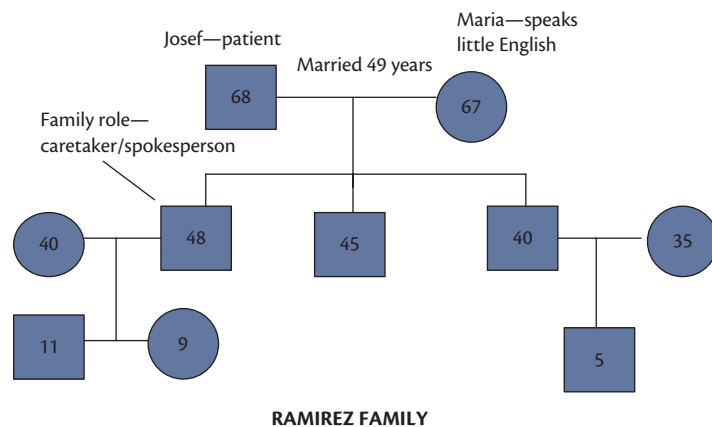 Josef—patient
Maria—speaks
little English
Married 49 years
68
67
Family role—
caretaker/spokesperson
40
48
45
40
35
11
9
5
RAMIREZ FAMILY